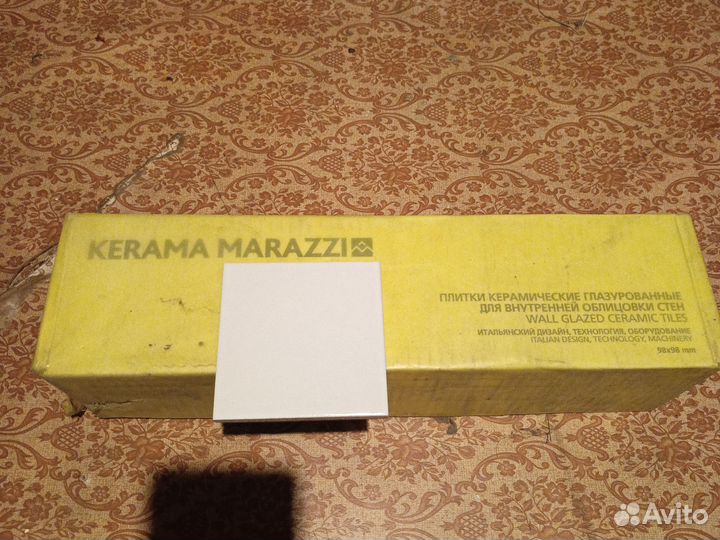 KERAMA MARAZZI
ПЛИТКИ КЕРАМИЧЕСКИЕ ГЛАЗУРОВАННЫЕ
ДЛЯ ВНУТРЕННЕЙ ОБЛИЦОВКИ СТЕН
WALL GLAZED CERAMIC TILES
ИТАЛЬЯНСКИЙ ДИЗАЙН, ТЕХНОЛОГИЯ, ОБОРУДОВАНИЕ
ITALIAN DESIGN, TECHNOLOGY, MACHINERY
98x98 mm
Avito